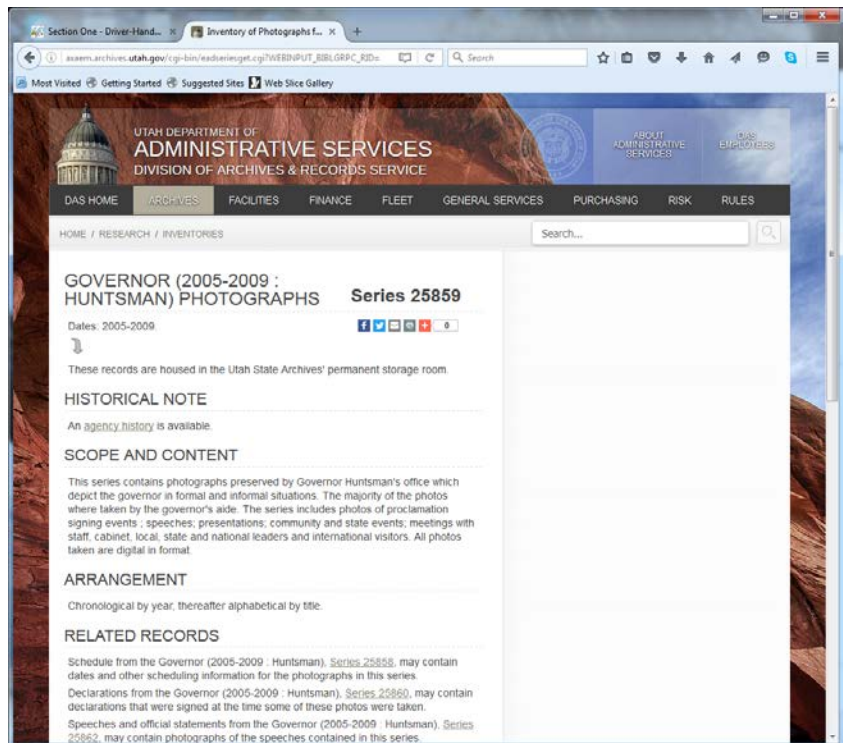 Section One - Driver-Hand...
Inventory of Photographs f...
Search
Most Visited Getting Started Suggested Sites Web Slice Gallery
UTAH DEPARTMENT OF
ADMINISTRATIVE SERVICES
DIVISION OF ARCHIVES & RECORDS SERVICE
ABOUT
ADMINISTRATIVE
SERVICES
DAS
EMPLOYEES
DAS HOME ARCHIVES FACILITIES FINANCE FLEET GENERAL SERVICES PURCHASING RISK RULES
HOME / RESEARCH / INVENTORIES
Search...
GOVERNOR (2005-2009 :
HUNTSMAN) PHOTOGRAPHS
Series 25859
Dates: 2005-2009.
0
These records are housed in the Utah State Archives' permanent storage room.
HISTORICAL NOTE
An agency history is available.
SCOPE AND CONTENT
This series contains photographs preserved by Governor Huntsman's office which
depict the governor in formal and informal situations. The majority of the photos
where taken by the governor's aide. The series includes photos of proclamation
signing events ; speeches; presentations; community and state events; meetings with
staff, cabinet, local, state and national leaders and international visitors. All photos
taken are digital in format.
ARRANGEMENT
Chronological by year, thereafter alphabetical by title.
RELATED RECORDS
Schedule from the Governor (2005-2009 : Huntsman), Series 25858, may contain
dates and other scheduling information for the photographs in this series.
Declarations from the Governor (2005-2009 : Huntsman), Series 25860, may contain
declarations that were signed at the time some of these photos were taken.
Speeches and official statements from the Governor (2005-2009 : Huntsman), Series
25862, may contain photographs of the speeches contained in this series.